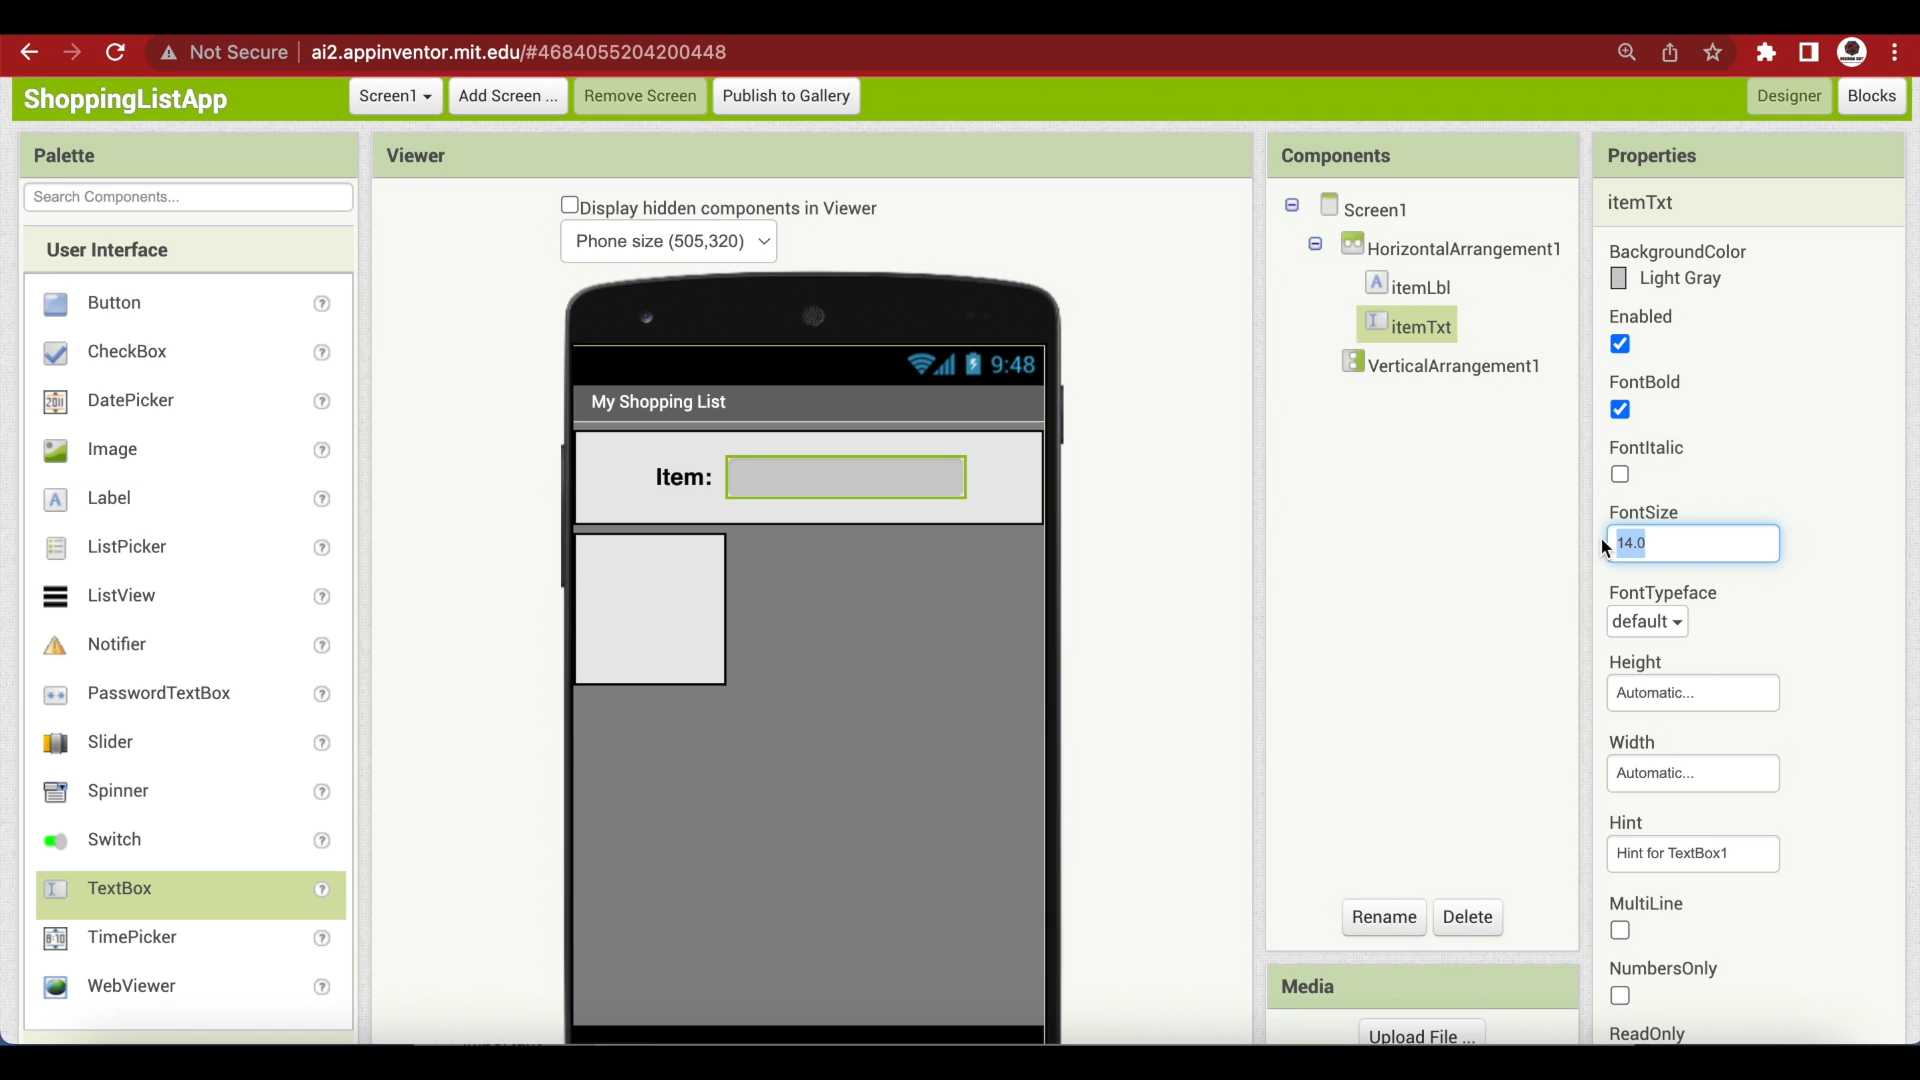 Not Secure
ai2.appinventor.mit.edu/#4684055204200448
ShoppingListApp
Screen1
Add Screen ...
Remove Screen
Publish to Gallery
Designer
Blocks
Palette
Search Components...
User Interface
Button
?
CheckBox
?
DatePicker
?
Image
?
Label
?
ListPicker
?
ListView
?
Notifier
?
PasswordTextBox
?
Slider
?
Spinner
?
Switch
?
TextBox
?
TimePicker
?
WebViewer
?
Viewer
Display hidden components in Viewer
Phone size (505,320)
9:48
My Shopping List
Item:
Components
Screen1
HorizontalArrangement1
itemLbl
itemTxt
VerticalArrangement1
Rename
Delete
Media
Upload File ...
Properties
itemTxt
BackgroundColor
Light Gray
Enabled
FontBold
FontItalic
FontSize
14.0
FontTypeface
default
Height
Automatic...
Width
Automatic...
Hint
Hint for TextBox1
MultiLine
NumbersOnly
ReadOnly